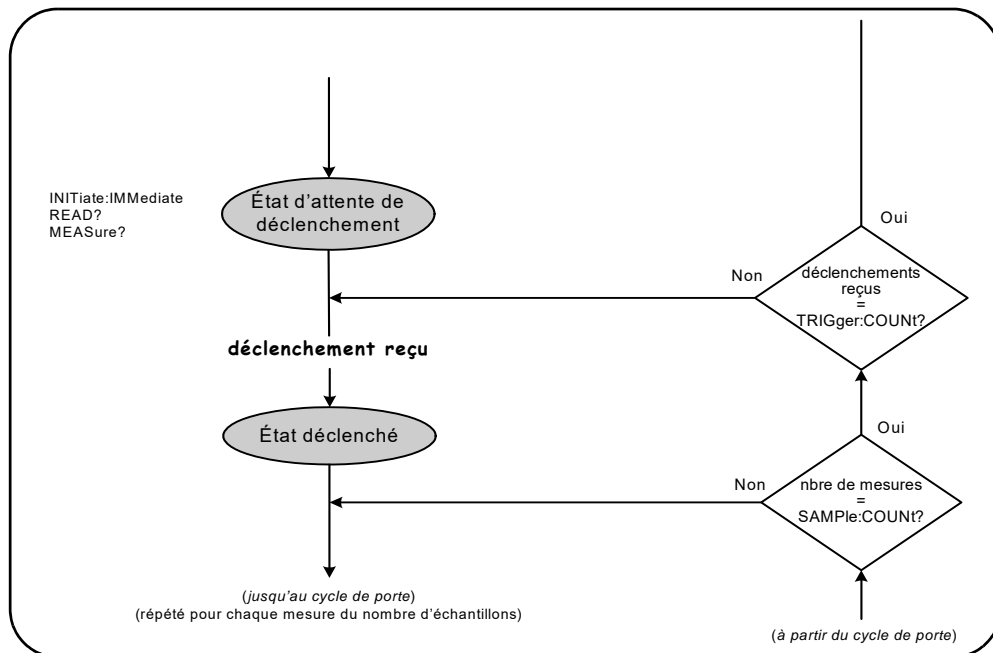 INITiate:IMMediate
READ?
MEASure?
État d'attente de
déclenchement
Oui
Non
déclenchements
reçus
=
TRIGger:COUNt?
déclenchement reçu
État déclenché
Oui
Non
nbre de mesures
=
SAMPle:COUNt?
(jusqu'au cycle de porte)
(répété pour chaque mesure du nombre d'échantillons)
(à partir du cycle de porte)